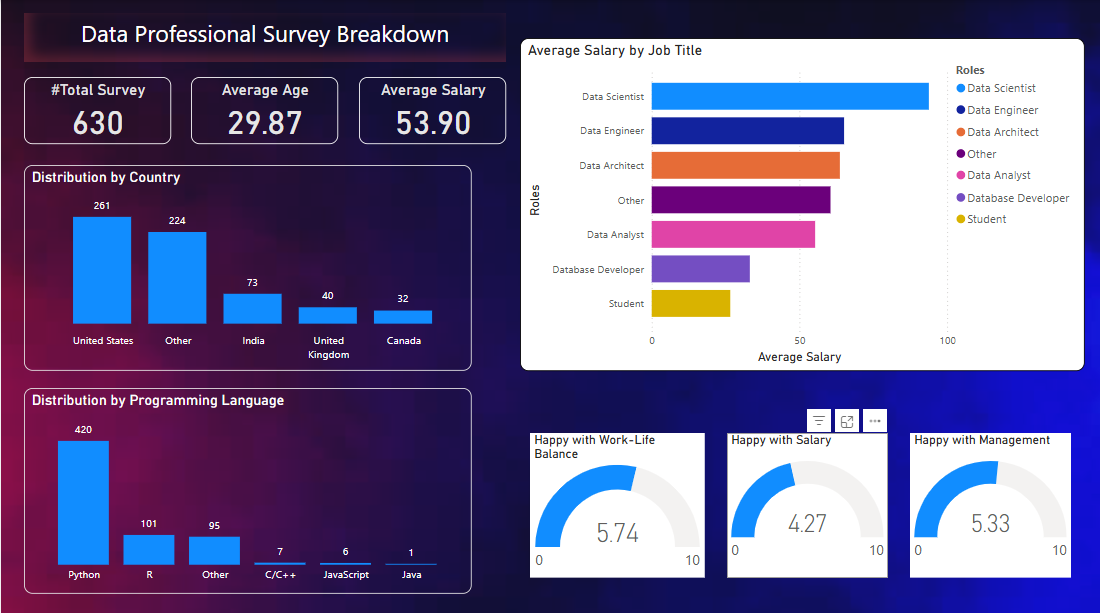 Data Professional Survey Breakdown
#Total Survey
630
Average Age
29.87
Average Salary
53.90
Distribution by Country
261
224
73
40
32
United States
Other
India
United
Kingdom
Canada
Distribution by Programming Language
420
101
95
7
6
1
Python
R
Other
C/C++
JavaScript
Java
Average Salary by Job Title
Roles
Data Scientist
Data Engineer
Data Architect
Other
Data Analyst
Database Developer
Student
0
50
100
Average Salary
Roles
Data Scientist
Data Engineer
Data Architect
Other
Data Analyst
Database Developer
Student
Happy with Work-Life
Balance
5.74
0
10
Happy with Salary
4.27
0
10
Happy with Management
5.33
0
10